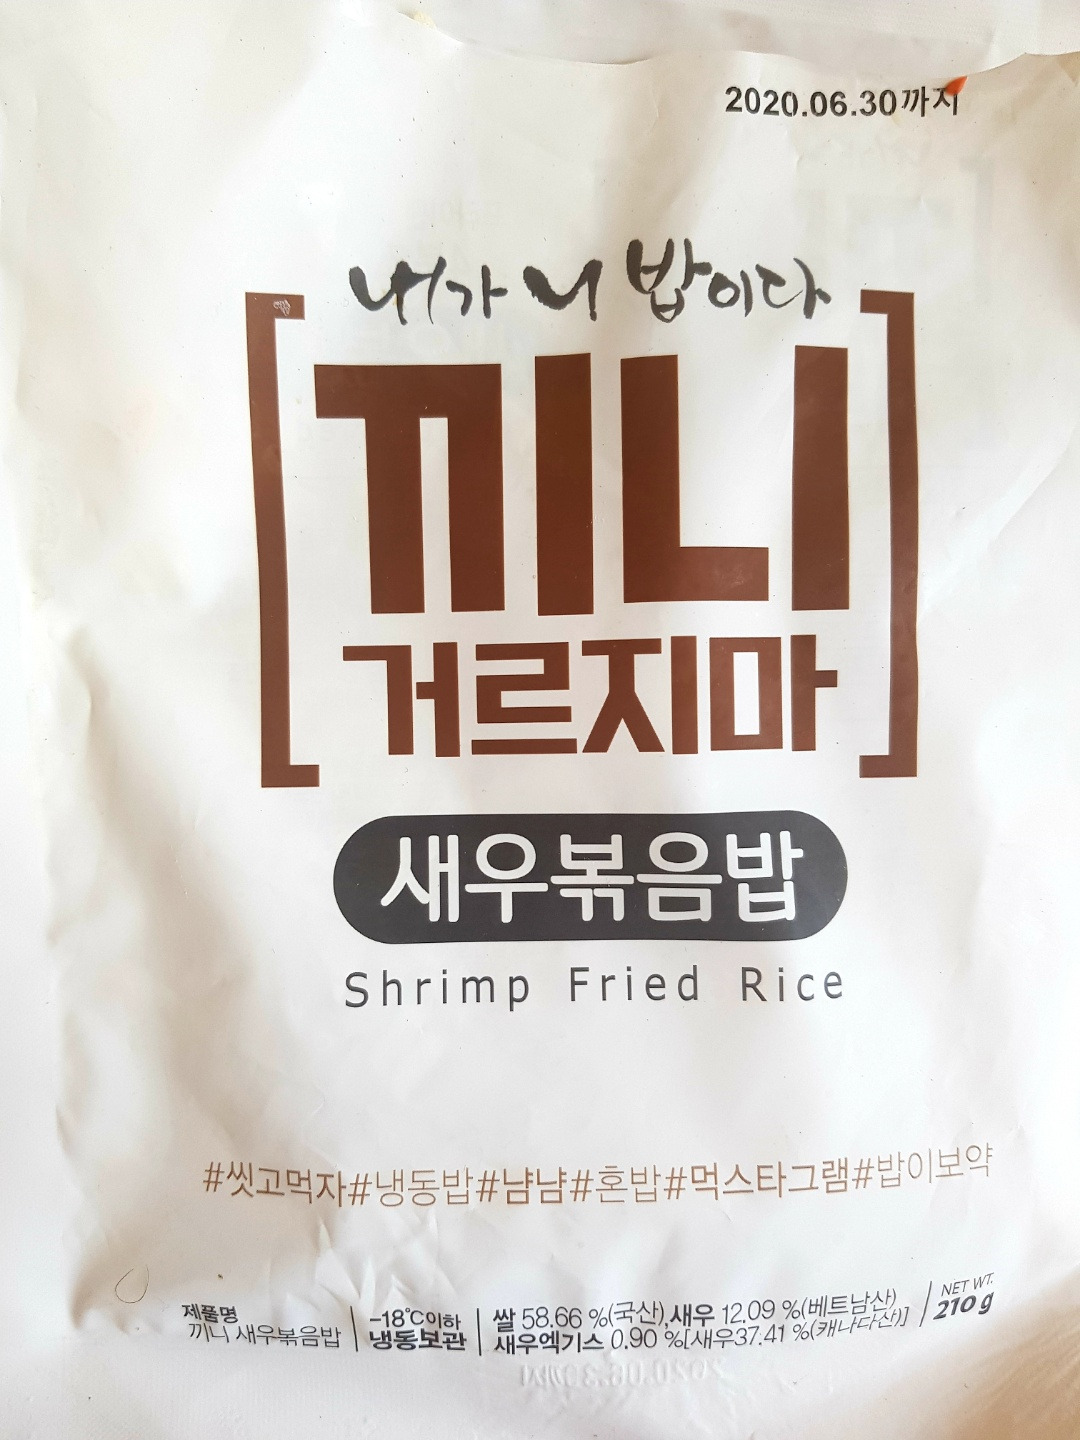 2020.06.30까지
내가 니 밥이다
끼니
거르지마
새우볶음밥
Shrimp Fried Rice
#씻고먹자#냉동밥#냠냠#혼밥#먹스타그램#밥이보약
제품명
끼니 새우볶음밥
-18℃이하
냉동보관
쌀 58.66 %(국산),새우 12.09 %(베트남산)
새우엑기스 0.90 %[새우37.41 %(캐나다산)]
NET WT.
210 g